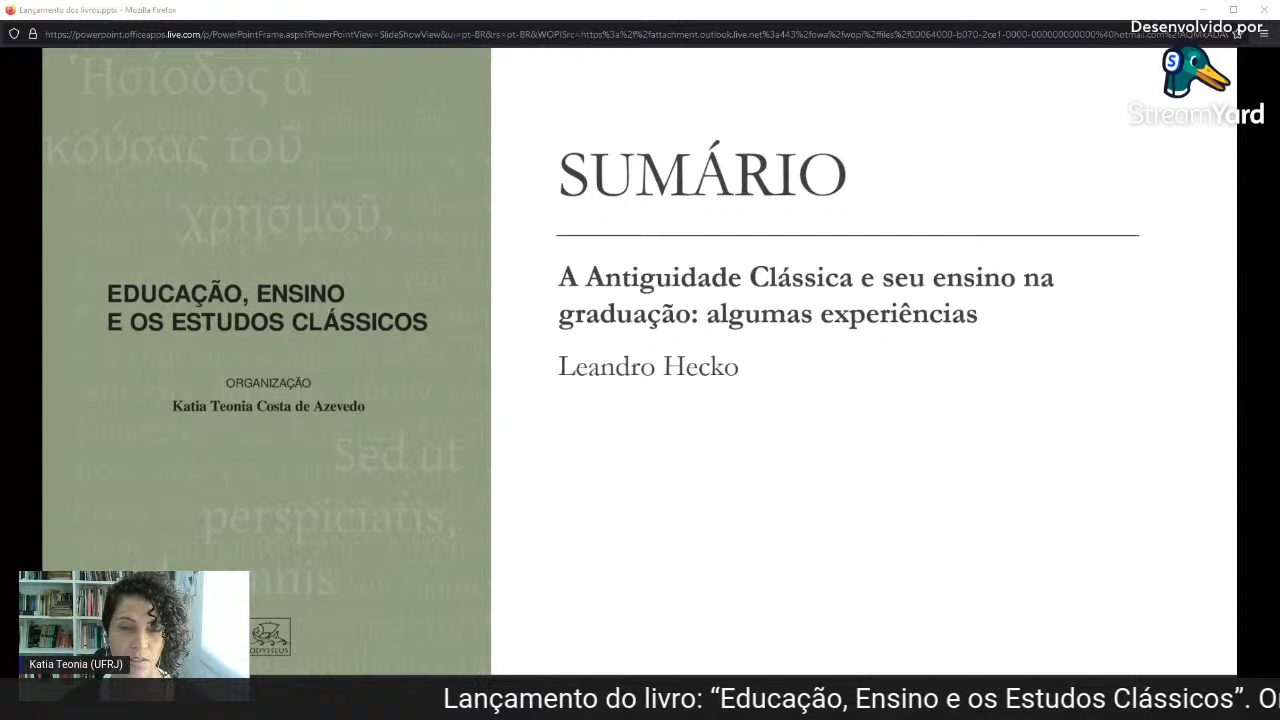 Lançamento dos livros.pptx - Mozilla Firefox
Desenvolvido por
StreamYard
Ἡσίοδος ἀ
κούσας τοῦ
χρησμοῦ,
EDUCAÇÃO, ENSINO
E OS ESTUDOS CLÁSSICOS
ORGANIZAÇÃO
Katia Teonia Costa de Azevedo
Sed ut
perspiciatis,
ODYSSEUS
SUMÁRIO
A Antiguidade Clássica e seu ensino na
graduação: algumas experiências
Leandro Hecko
Katia Teonia (UFRJ)
Lançamento do livro: “Educação, Ensino e os Estudos Clássicos”. O